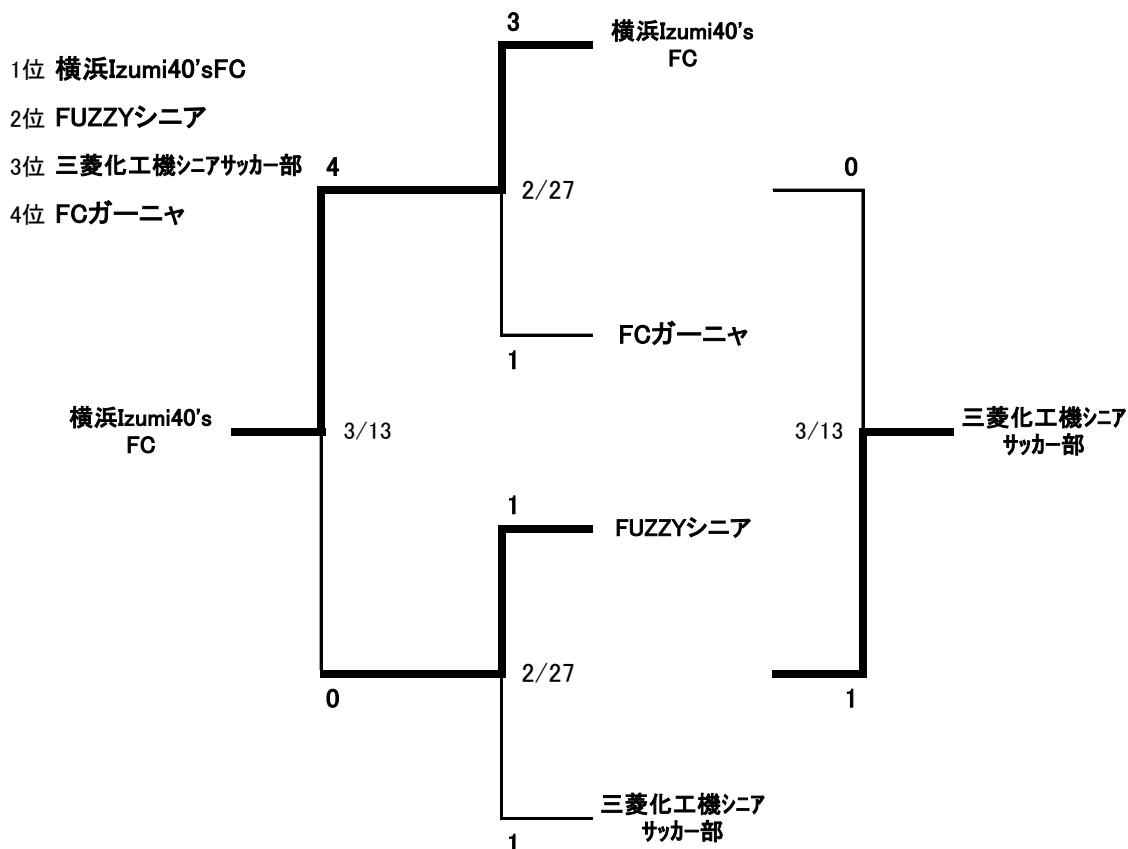 1位 横浜Izumi40'sFC
2位 FUZZYシニア
3位 三菱化工機ｼﾆｱｻｯｶｰ部
4位 FCガーニャ
3
横浜Izumi40's
FC
4
2/27
0
1
FCガーニャ
横浜Izumi40's
FC
3/13
3/13
三菱化工機ｼﾆｱ
ｻｯｶｰ部
1
FUZZYシニア
2/27
0
1
三菱化工機ｼﾆｱ
ｻｯｶｰ部
1